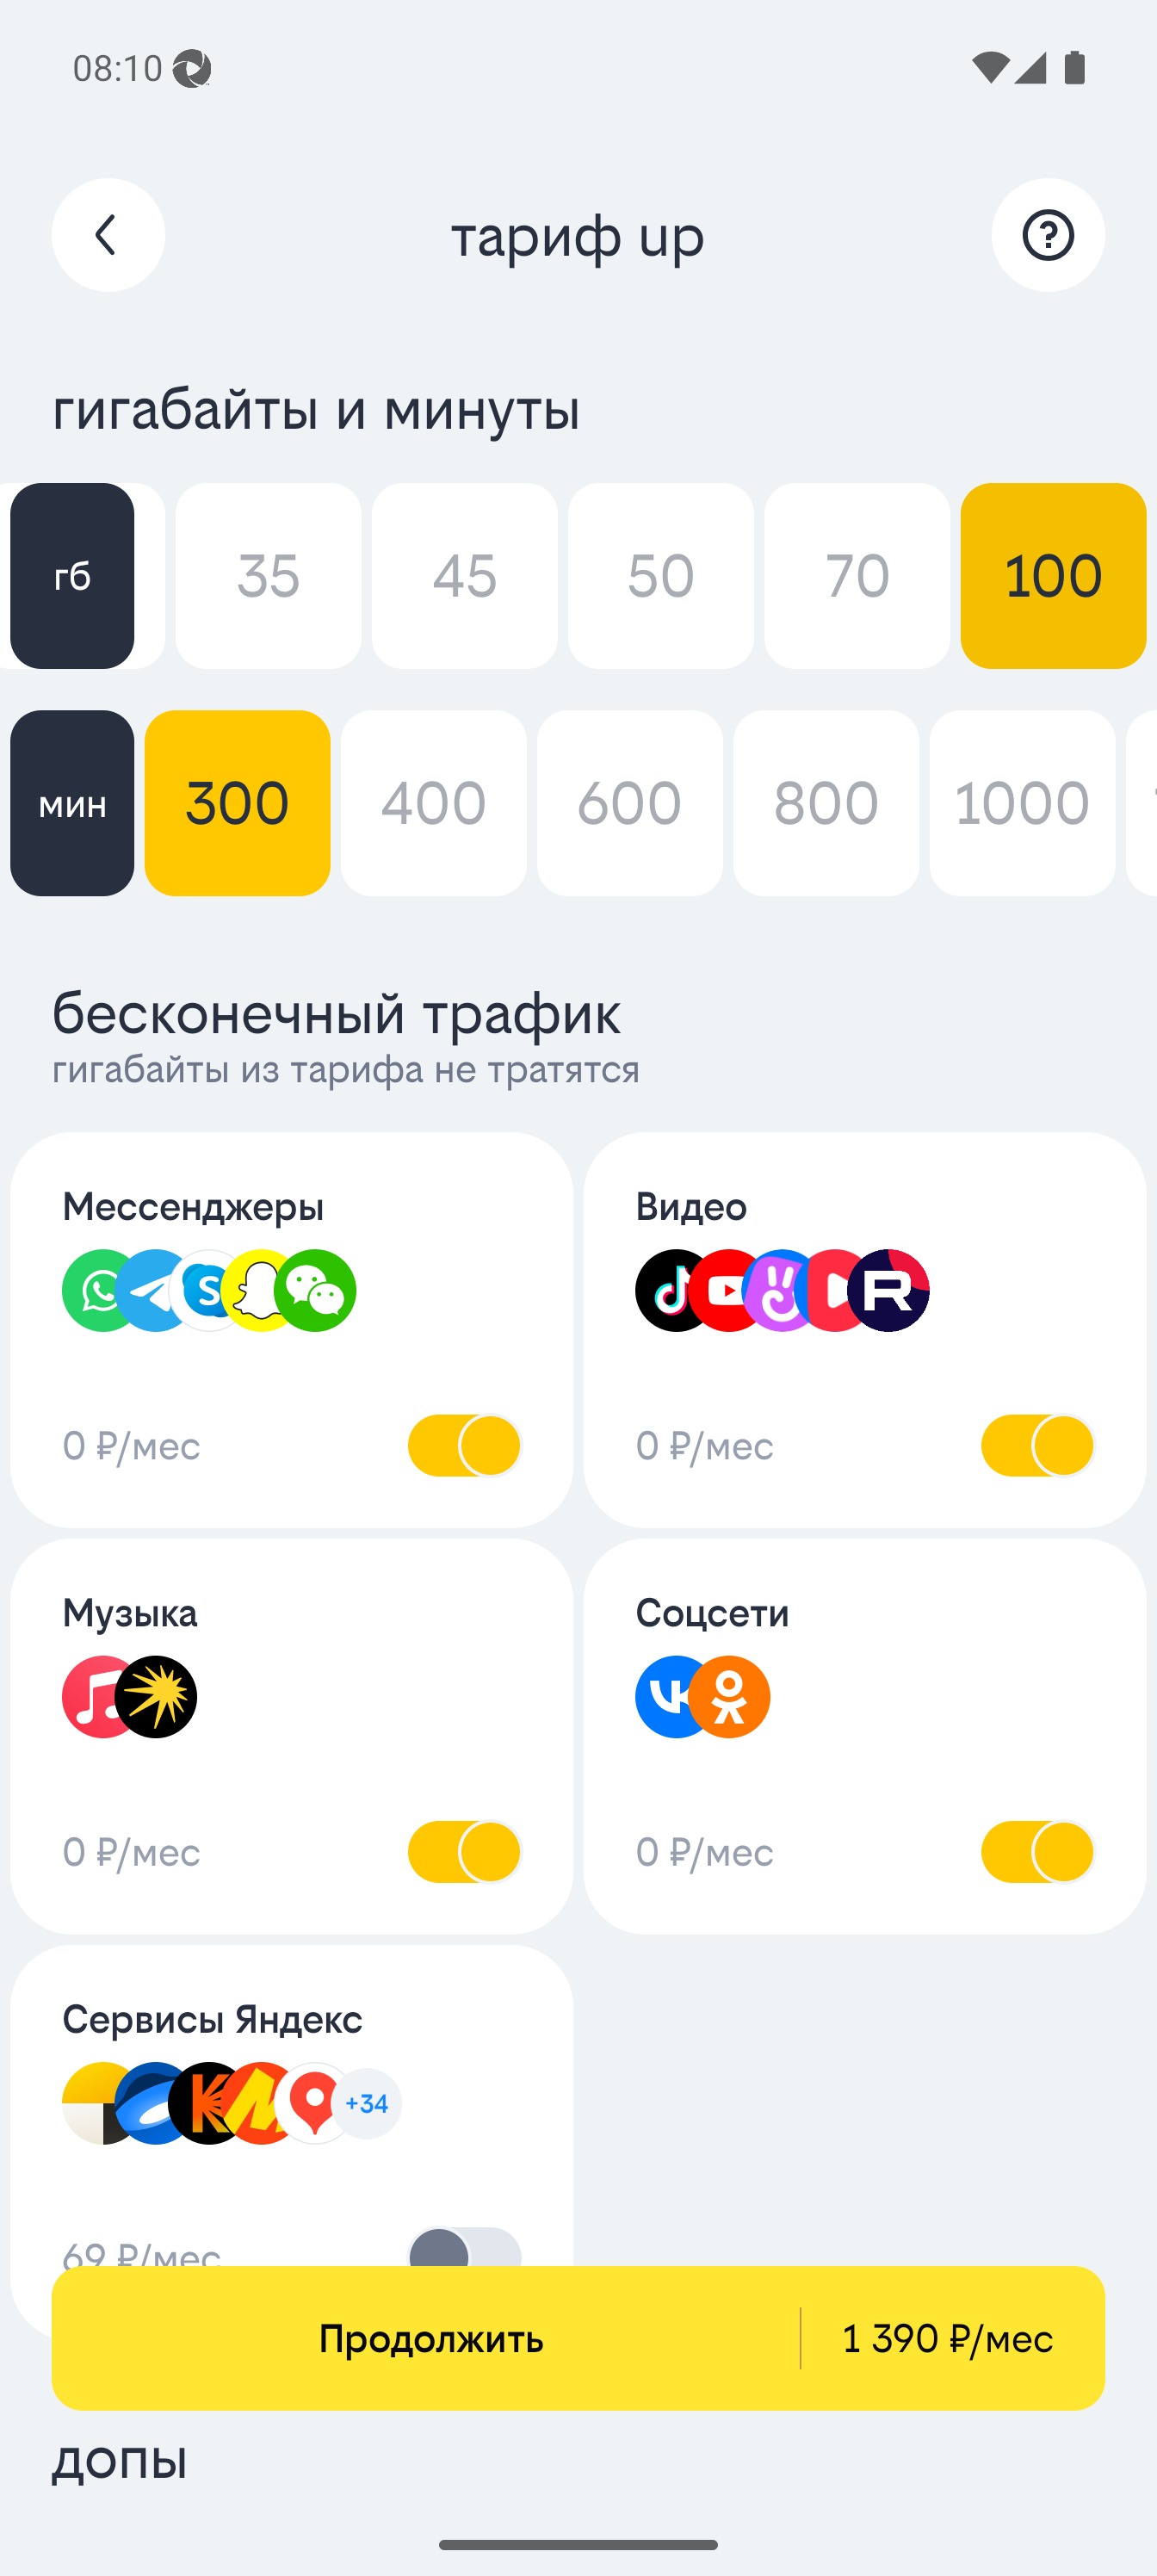 08:10
тариф up
гигабайты и минуты
гб 35 45 50 70 100
мин 300 400 600 800 1000
бесконечный трафик
гигабайты из тарифа не тратятся
Мессенджеры
0 ₽/мес
Видео
0 ₽/мес
Музыка
0 ₽/мес
Соцсети
0 ₽/мес
Сервисы Яндекс
+34
69 ₽/мес
Продолжить 1 390 ₽/мес
допы